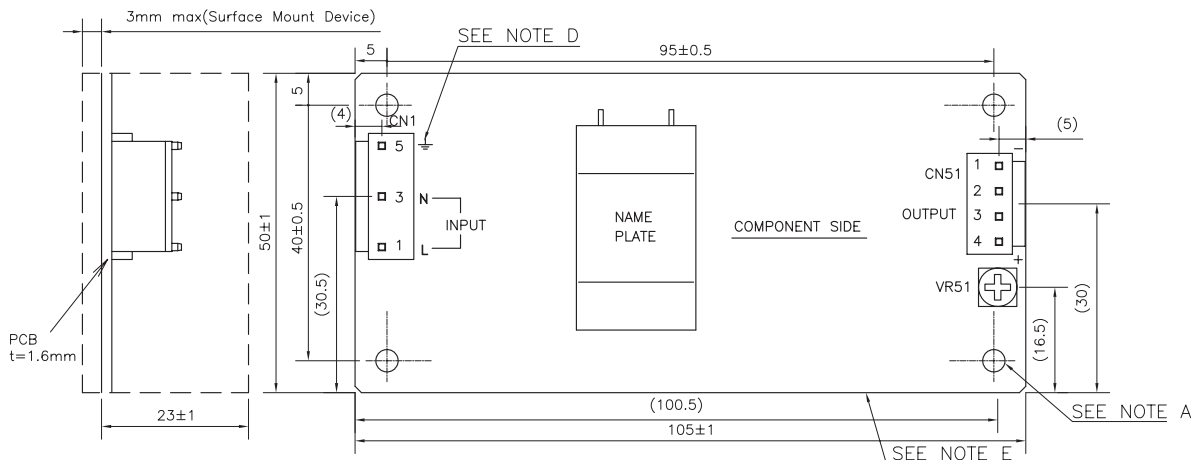 3mm max(Surface Mount Device)
SEE NOTE D
5
95±0.5
5
(4)
CN1
5
(5)
1
CN51
2
3
N
INPUT
OUTPUT
3
4
1
L
NAME
PLATE
COMPONENT SIDE
−
+
VR51
50±1
40±0.5
(30.5)
(30)
(16.5)
PCB
t=1.6mm
23±1
(100.5)
105±1
SEE NOTE A
SEE NOTE E